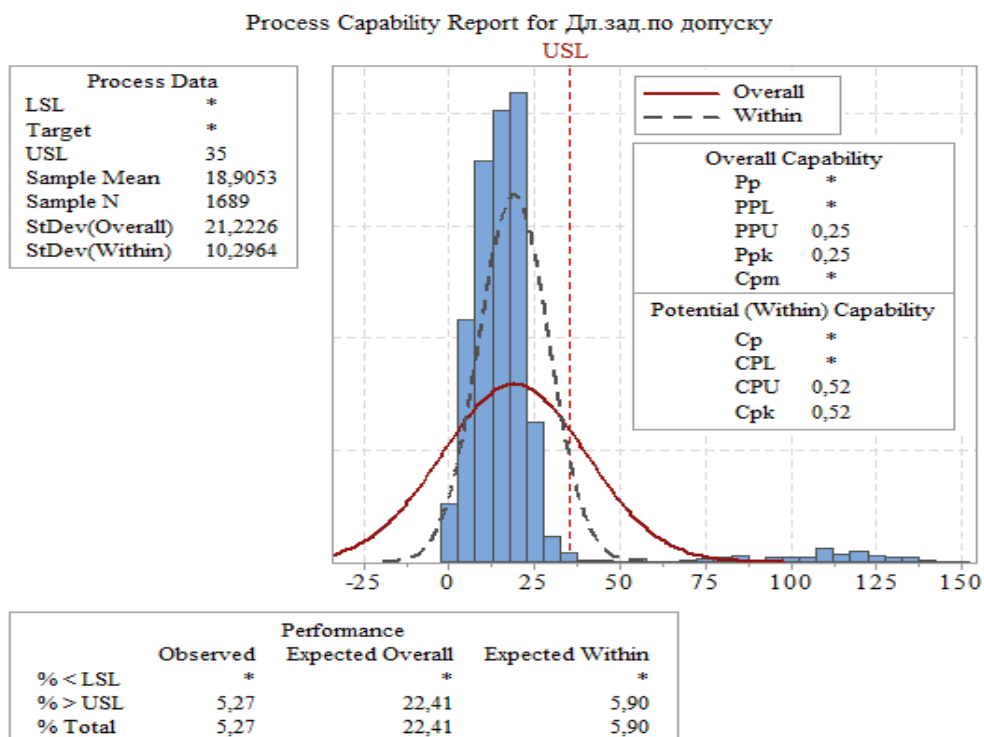 Process Capability Report for Дл.зад.по допуску
USL
Process Data
LSL *
Target *
USL 35
Sample Mean 18,9053
Sample N 1689
StDev(Overall) 21,2226
StDev(Within) 10,2964
Overall
Within
Overall Capability
Pp *
PPL *
PPU 0,25
Ppk 0,25
Cpm *
Potential (Within) Capability
Cp *
CPL *
CPU 0,52
Cpk 0,52
-25 0 25 50 75 100 125 150
Performance
Observed Expected Overall Expected Within
% < LSL * * *
% > USL 5,27 22,41 5,90
% Total 5,27 22,41 5,90